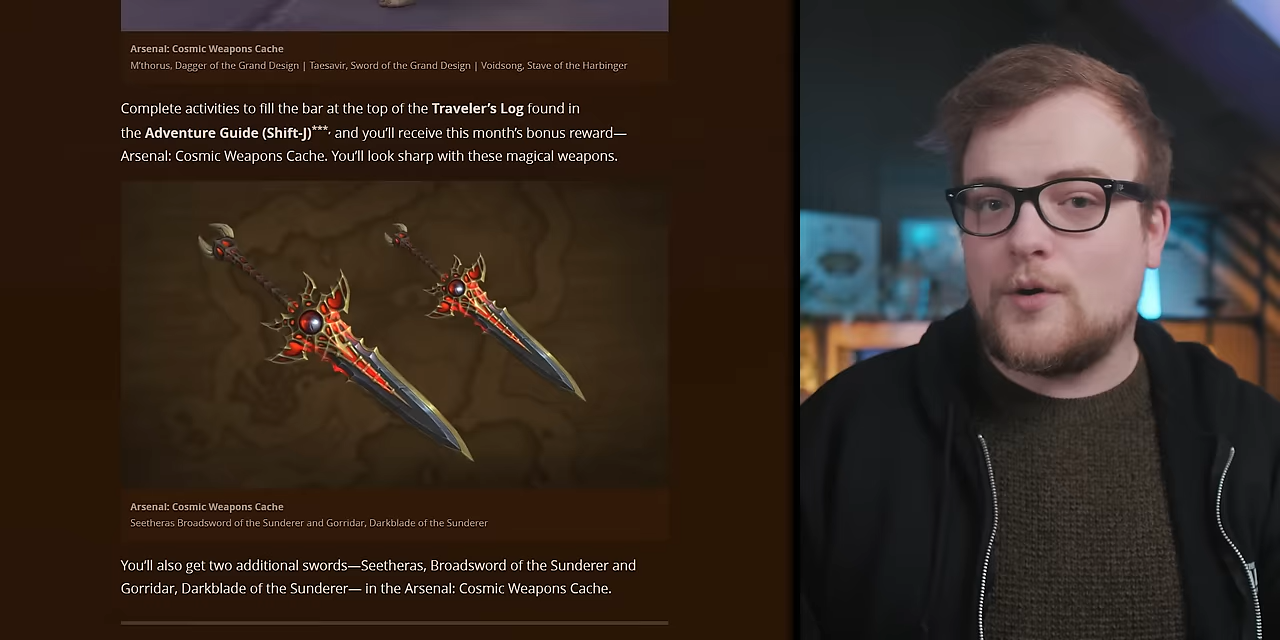 Arsenal: Cosmic Weapons Cache
M'thorus, Dagger of the Grand Design | Taesavir, Sword of the Grand Design | Voidsong, Stave of the Harbinger
Complete activities to fill the bar at the top of the Traveler's Log found in
the Adventure Guide (Shift-J)***, and you'll receive this month's bonus reward—
Arsenal: Cosmic Weapons Cache. You'll look sharp with these magical weapons.
Arsenal: Cosmic Weapons Cache
Seetheras Broadsword of the Sunderer and Gorridar, Darkblade of the Sunderer
You'll also get two additional swords—Seetheras, Broadsword of the Sunderer and
Gorridar, Darkblade of the Sunderer— in the Arsenal: Cosmic Weapons Cache.